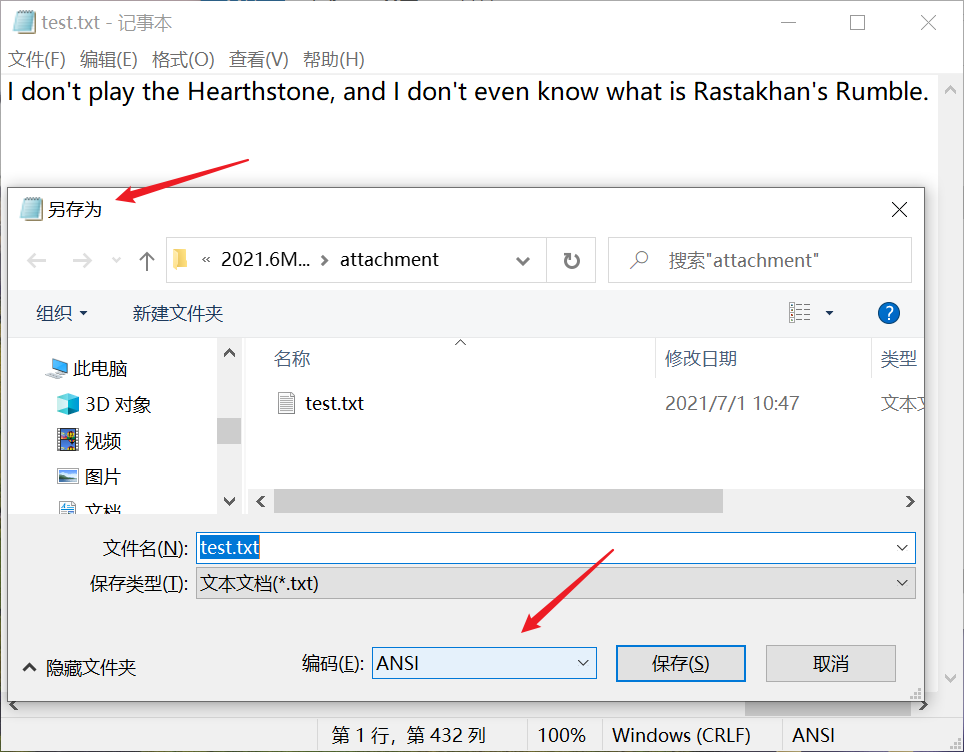 test.txt - 记事本
文件(F) 编辑(E) 格式(O) 查看(V) 帮助(H)
I don't play the Hearthstone, and I don't even know what is Rastakhan's Rumble.
另存为
« 2021.6M... › attachment
搜索"attachment"
组织 新建文件夹
名称 修改日期 类型
此电脑
3D 对象
test.txt 2021/7/1 10:47 文本
视频
图片
文档
文件名(N): test.txt
保存类型(T): 文本文档(*.txt)
隐藏文件夹 编码(E): ANSI 保存(S) 取消
第 1 行，第 432 列 100% Windows (CRLF) ANSI